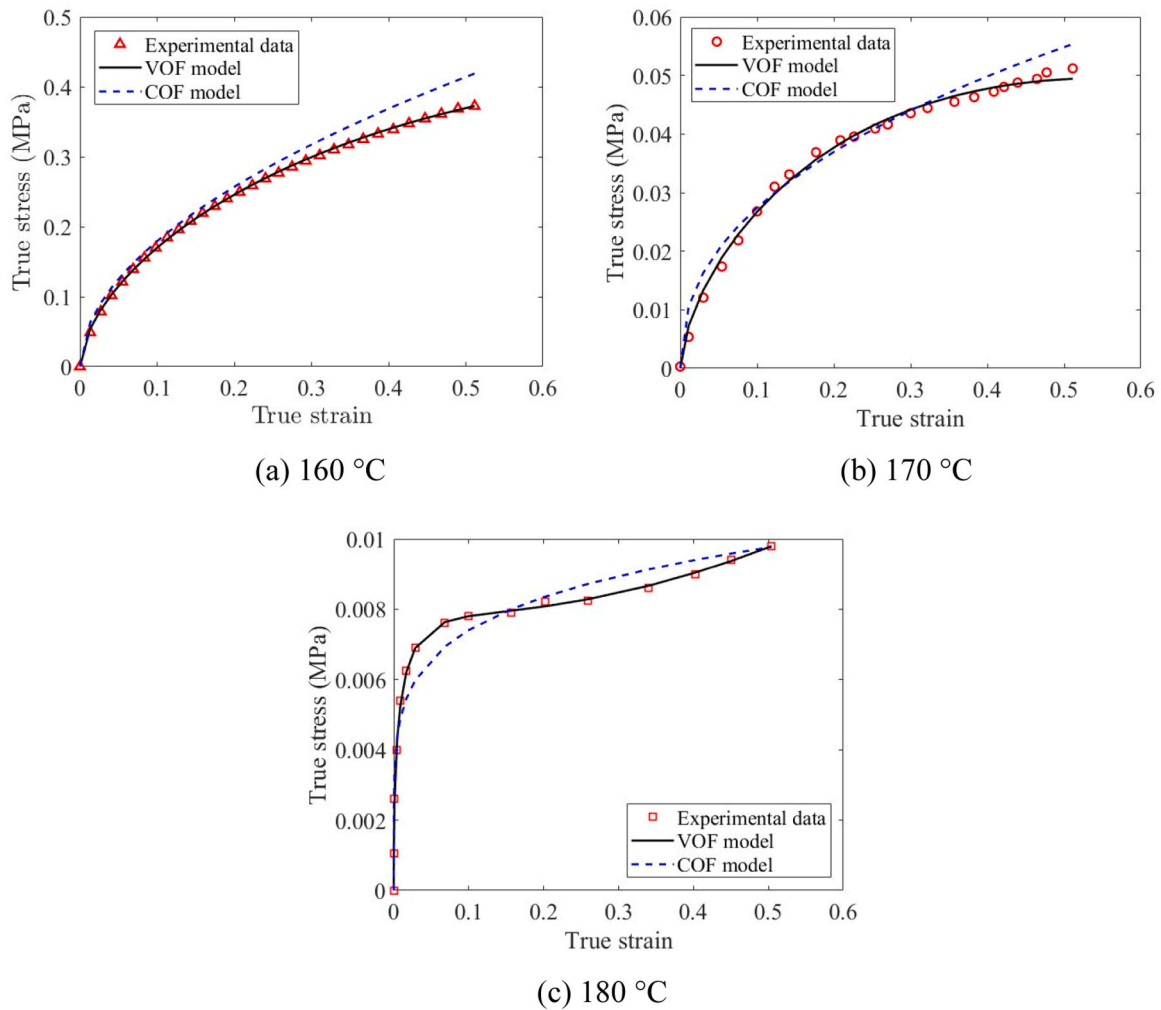 0.5
0.4
0.3
0.2
0.1
0
True stress (MPa)
Experimental data
VOF model
COF model
0 0.1 0.2 0.3 0.4 0.5 0.6
True strain
(a) 160 °C
0.06
0.05
0.04
0.03
0.02
0.01
0
True stress (MPa)
Experimental data
VOF model
COF model
0 0.1 0.2 0.3 0.4 0.5 0.6
True strain
(b) 170 °C
0.01
0.008
0.006
0.004
0.002
0
True stress (MPa)
Experimental data
VOF model
COF model
0 0.1 0.2 0.3 0.4 0.5 0.6
True strain
(c) 180 °C